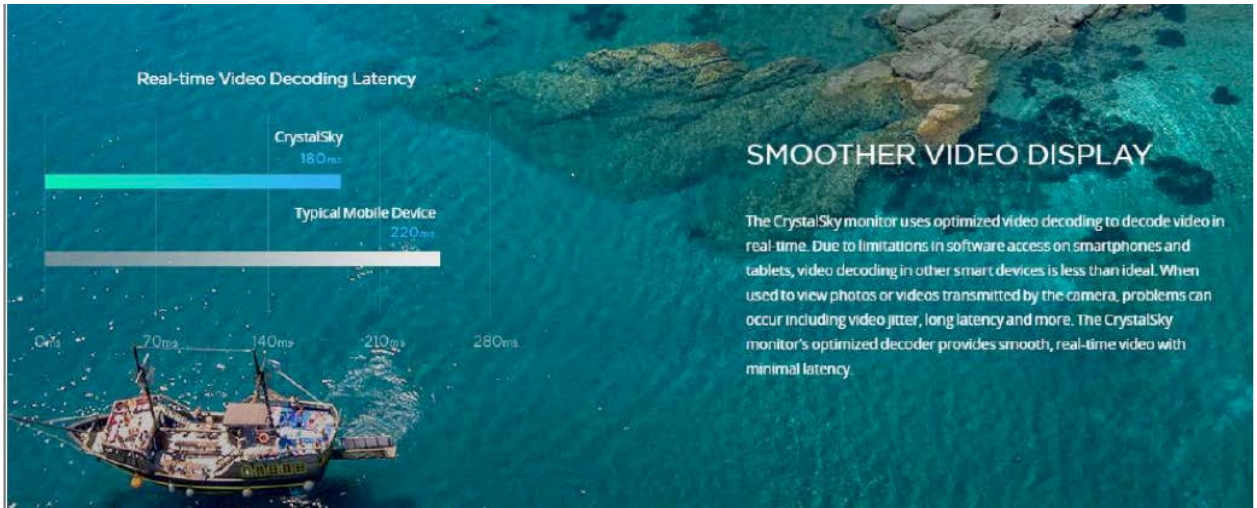 Real-time Video Decoding Latency
CrystalSky
180ms
Typical Mobile Device
220ms
0ms
70ms
140ms
210ms
280ms
SMOOTHER VIDEO DISPLAY
The CrystalSky monitor uses optimized video decoding to decode video in
real-time. Due to limitations in software access on smartphones and
tablets, video decoding in other smart devices is less than ideal. When
used to view photos or videos transmitted by the camera, problems can
occur including video jitter, long latency and more. The CrystalSky
monitor's optimized decoder provides smooth, real-time video with
minimal latency.